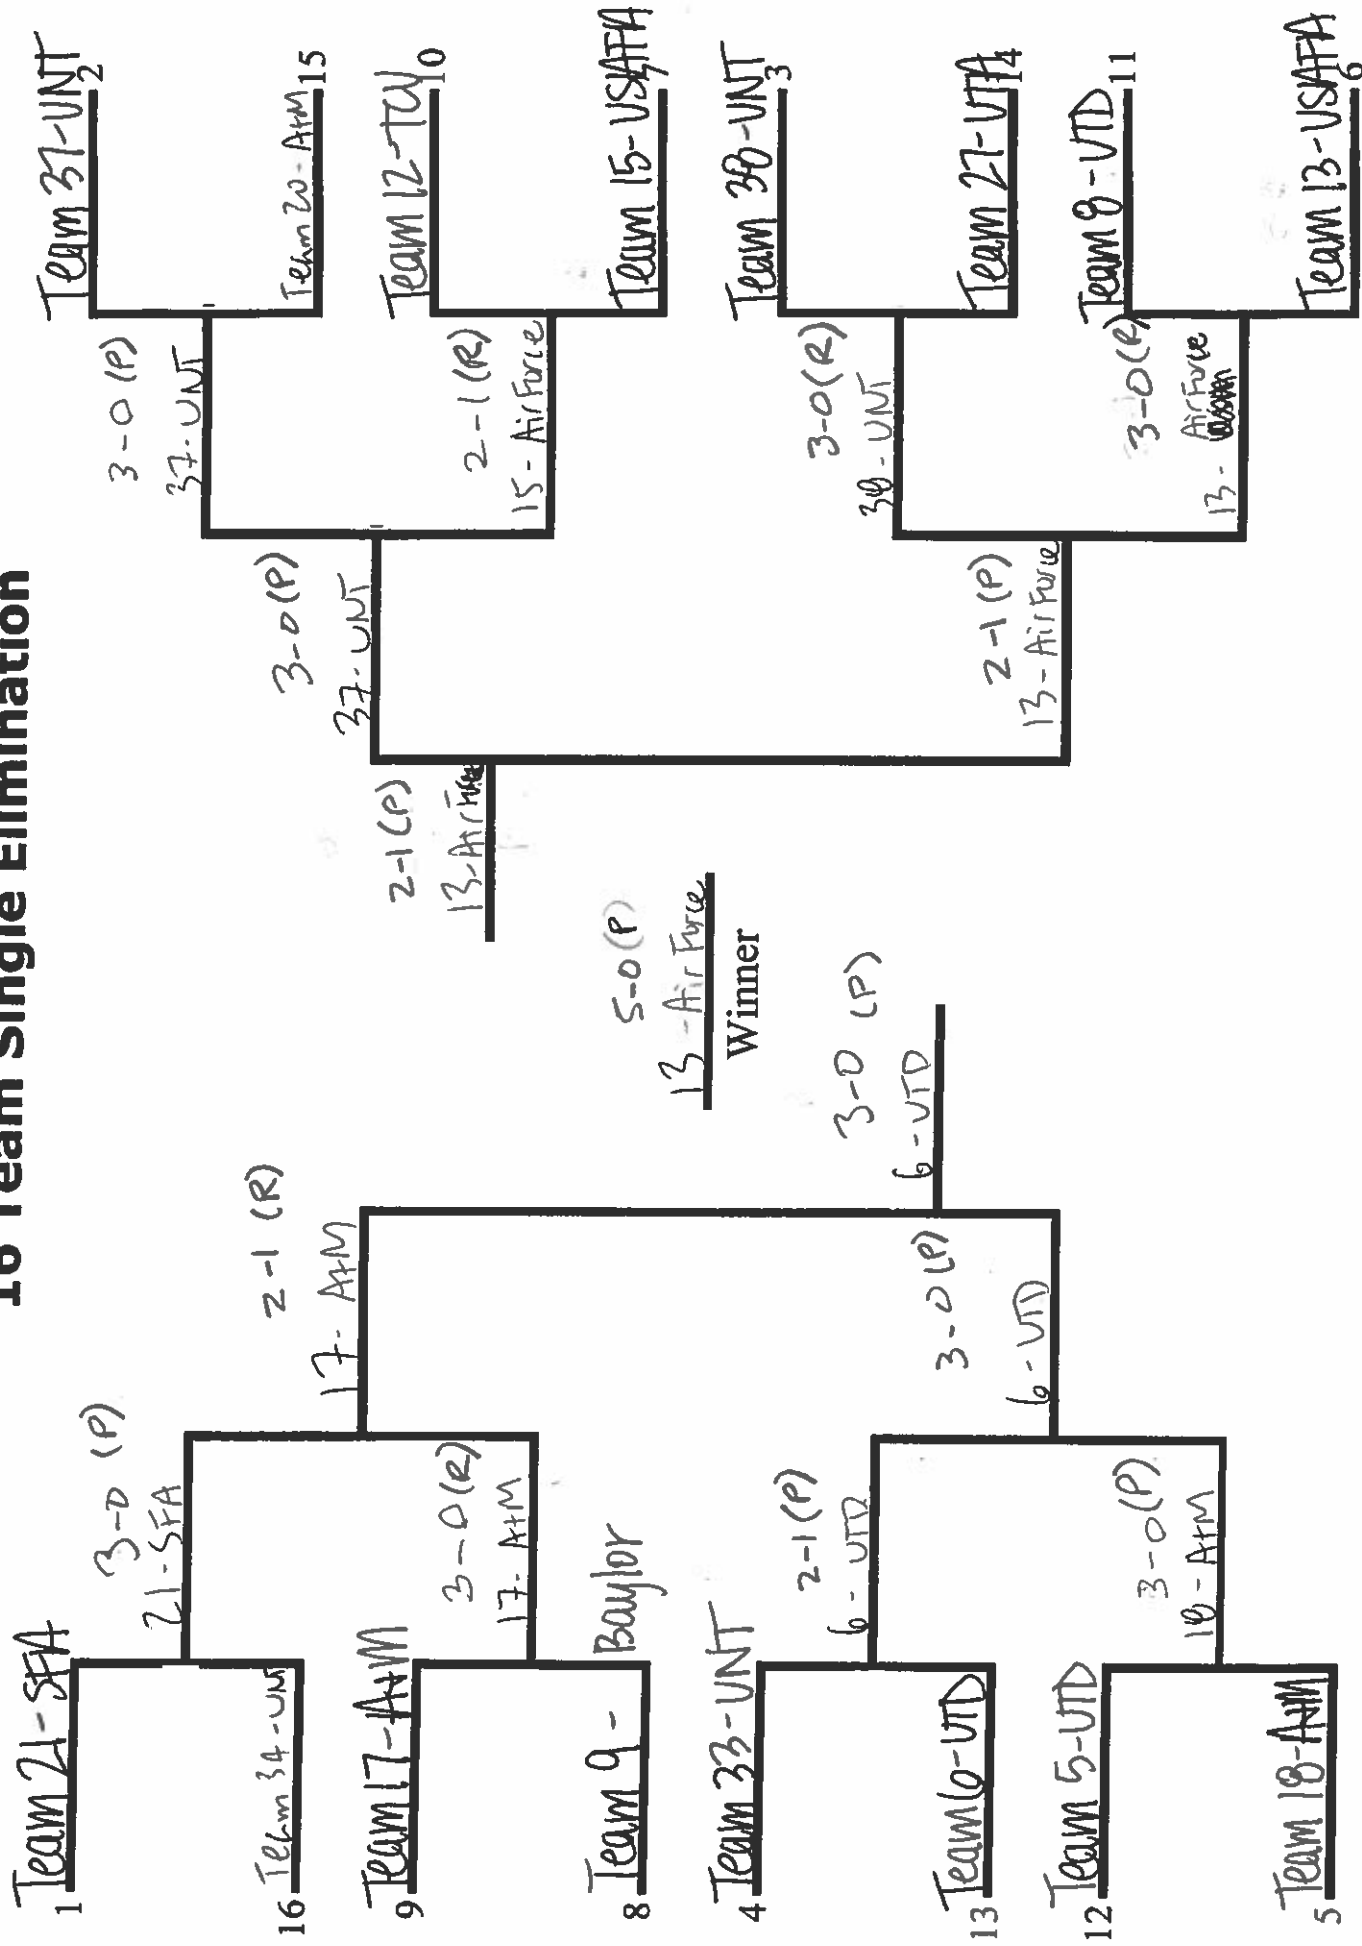 16 Team Single Elimination
1 Team 21-SFA
16 Team 34-UNT
9 Team 17-A+M
8 Team 9 - Baylor
4 Team 33-UNT
13 Team 6-UTD
12 Team 5-UTD
5 Team 18-A+M
3-0 (P)
21-SFA
3-0 (R)
17-A+M
2-1 (P)
6-UTD
3-0 (P)
18-A+M
2-1 (R)
17-A+M
3-0 (P)
6-UTD
3-0 (P)
6-UTD
5-0 (P)
13-Air Force
Winner
2-1 (P)
13-Air Force
3-0 (P)
37-UNT
2-1 (P)
13-Air Force
3-0 (P)
37-UNT
2-1 (R)
15-Air Force
3-0 (R)
38-UNT
3-0 (R)
13-Air Force
Team 37-UNT 2
Team 20-A+M 15
Team 12-TCU 10
Team 15-USAFA 7
Team 38-UNT 3
Team 27-UTA 14
Team 8-UTD 11
Team 13-USAFA 6